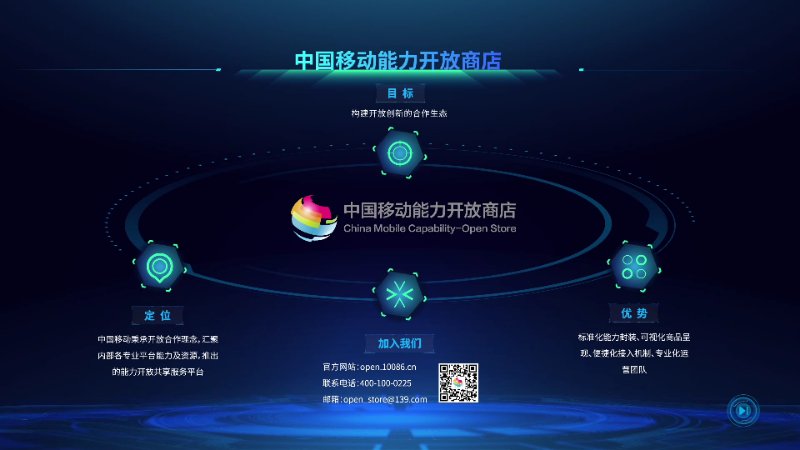 中国移动能力开放商店
目标
构建开放创新的合作生态
中国移动能力开放商店
China Mobile Capability-Open Store
定位
中国移动秉承开放合作理念,汇聚
内部各专业平台能力及资源,推出
的能力开放共享服务平台
加入我们
官方网站:open.10086.cn
联系电话:400-100-0225
邮箱:open_store@139.com
优势
标准化能力封装、可视化商品呈
现、便捷化接入机制、专业化运
营团队